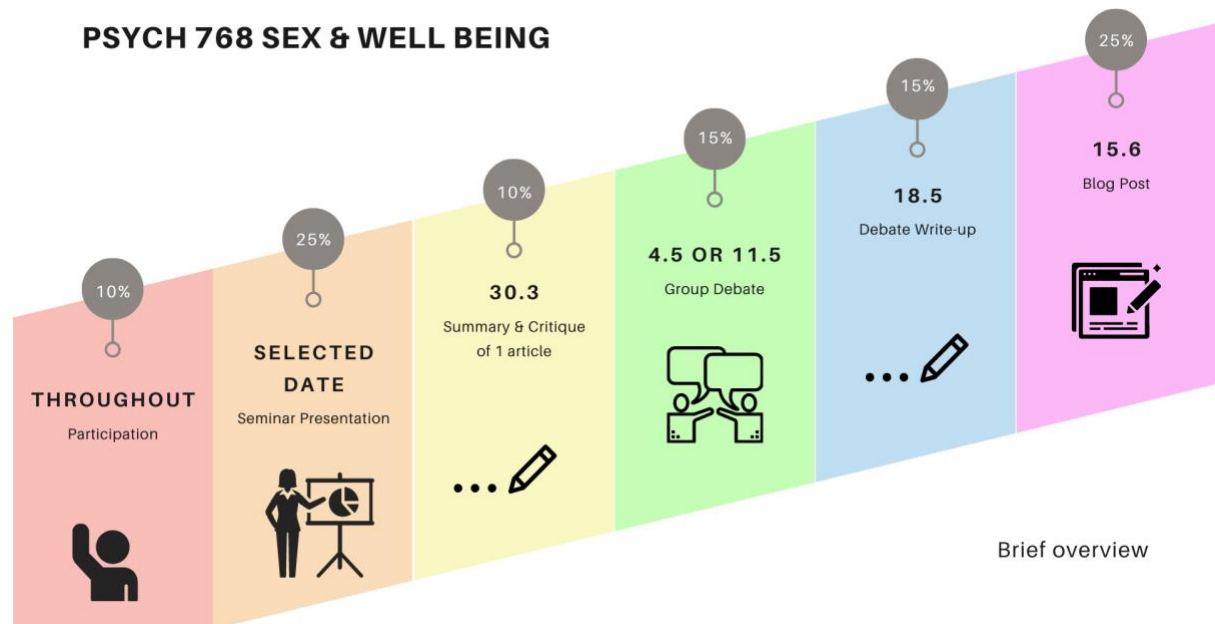 PSYCH 768 SEX & WELL BEING
10%
THROUGHOUT
Participation
25%
SELECTED
DATE
Seminar Presentation
10%
30.3
Summary & Critique
of 1 article
15%
4.5 OR 11.5
Group Debate
15%
18.5
Debate Write-up
25%
15.6
Blog Post
Brief overview